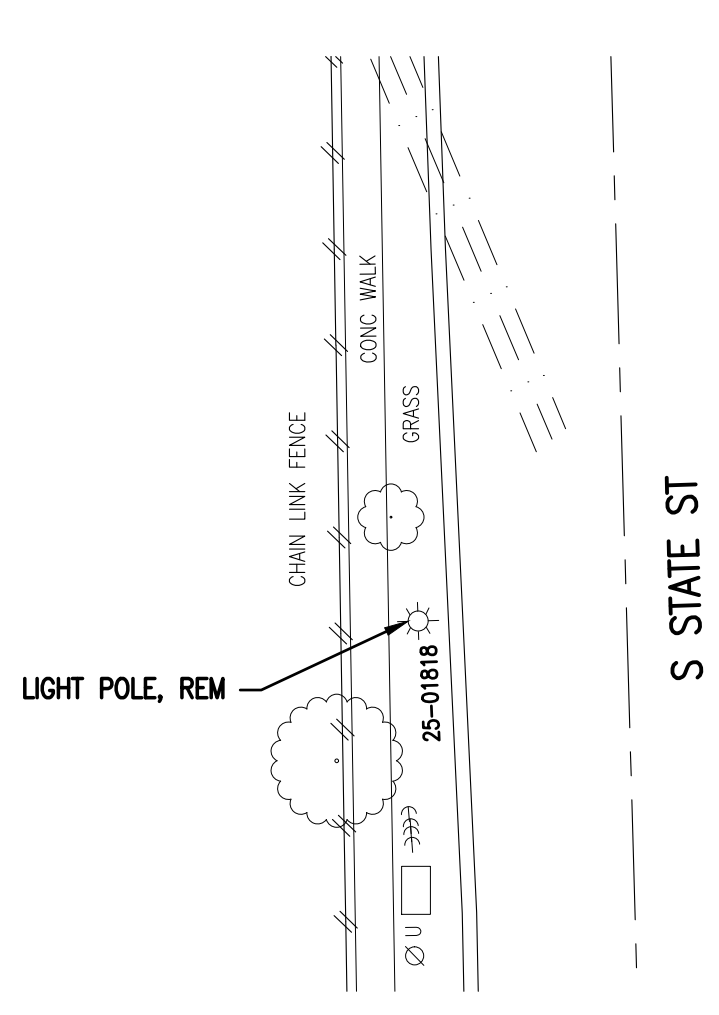 CONC WALK
CHAIN LINK FENCE
GRASS
S STATE ST
LIGHT POLE, REM
25-01818
U